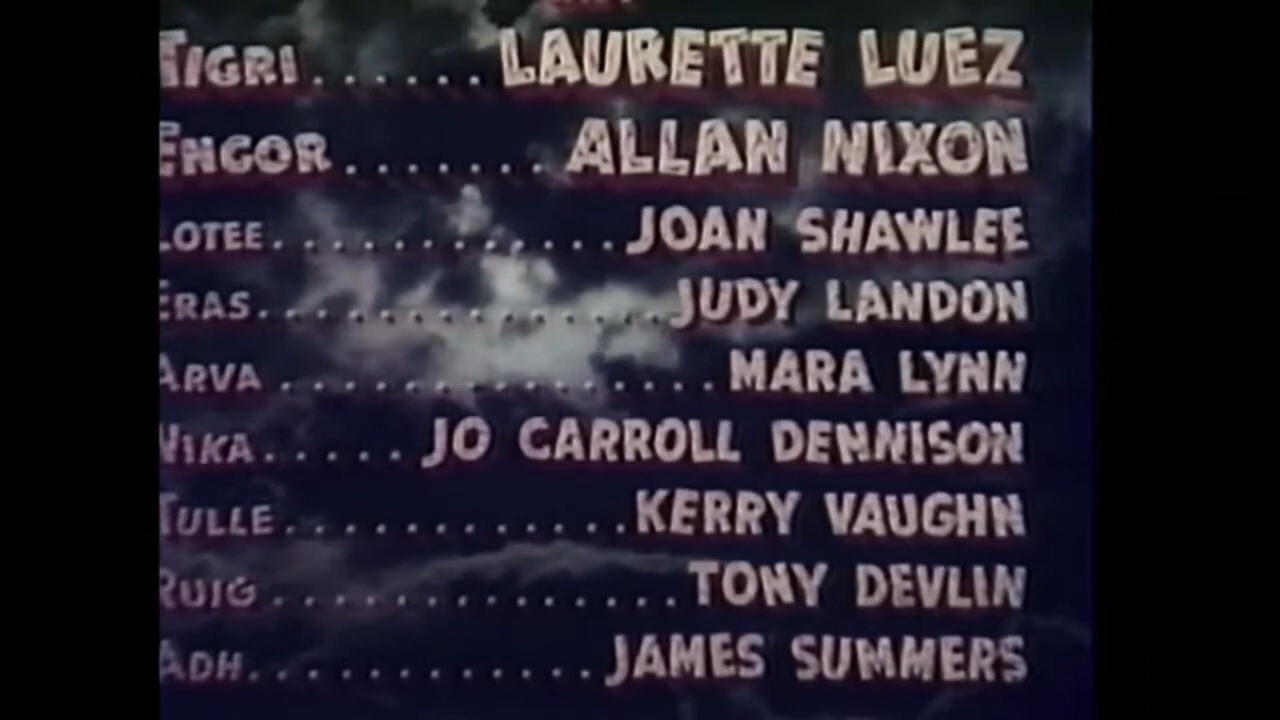 TIGRI...... LAURETTE LUEZ
ENGOR....... ALLAN NIXON
LOTEE............. JOAN SHAWLEE
ERAS................ JUDY LANDON
ARVA ................. MARA LYNN
NIKA..... JO CARROLL DENNISON
TULLE............. KERRY VAUGHN
RUIG................ TONY DEVLIN
ADH............. JAMES SUMMERS